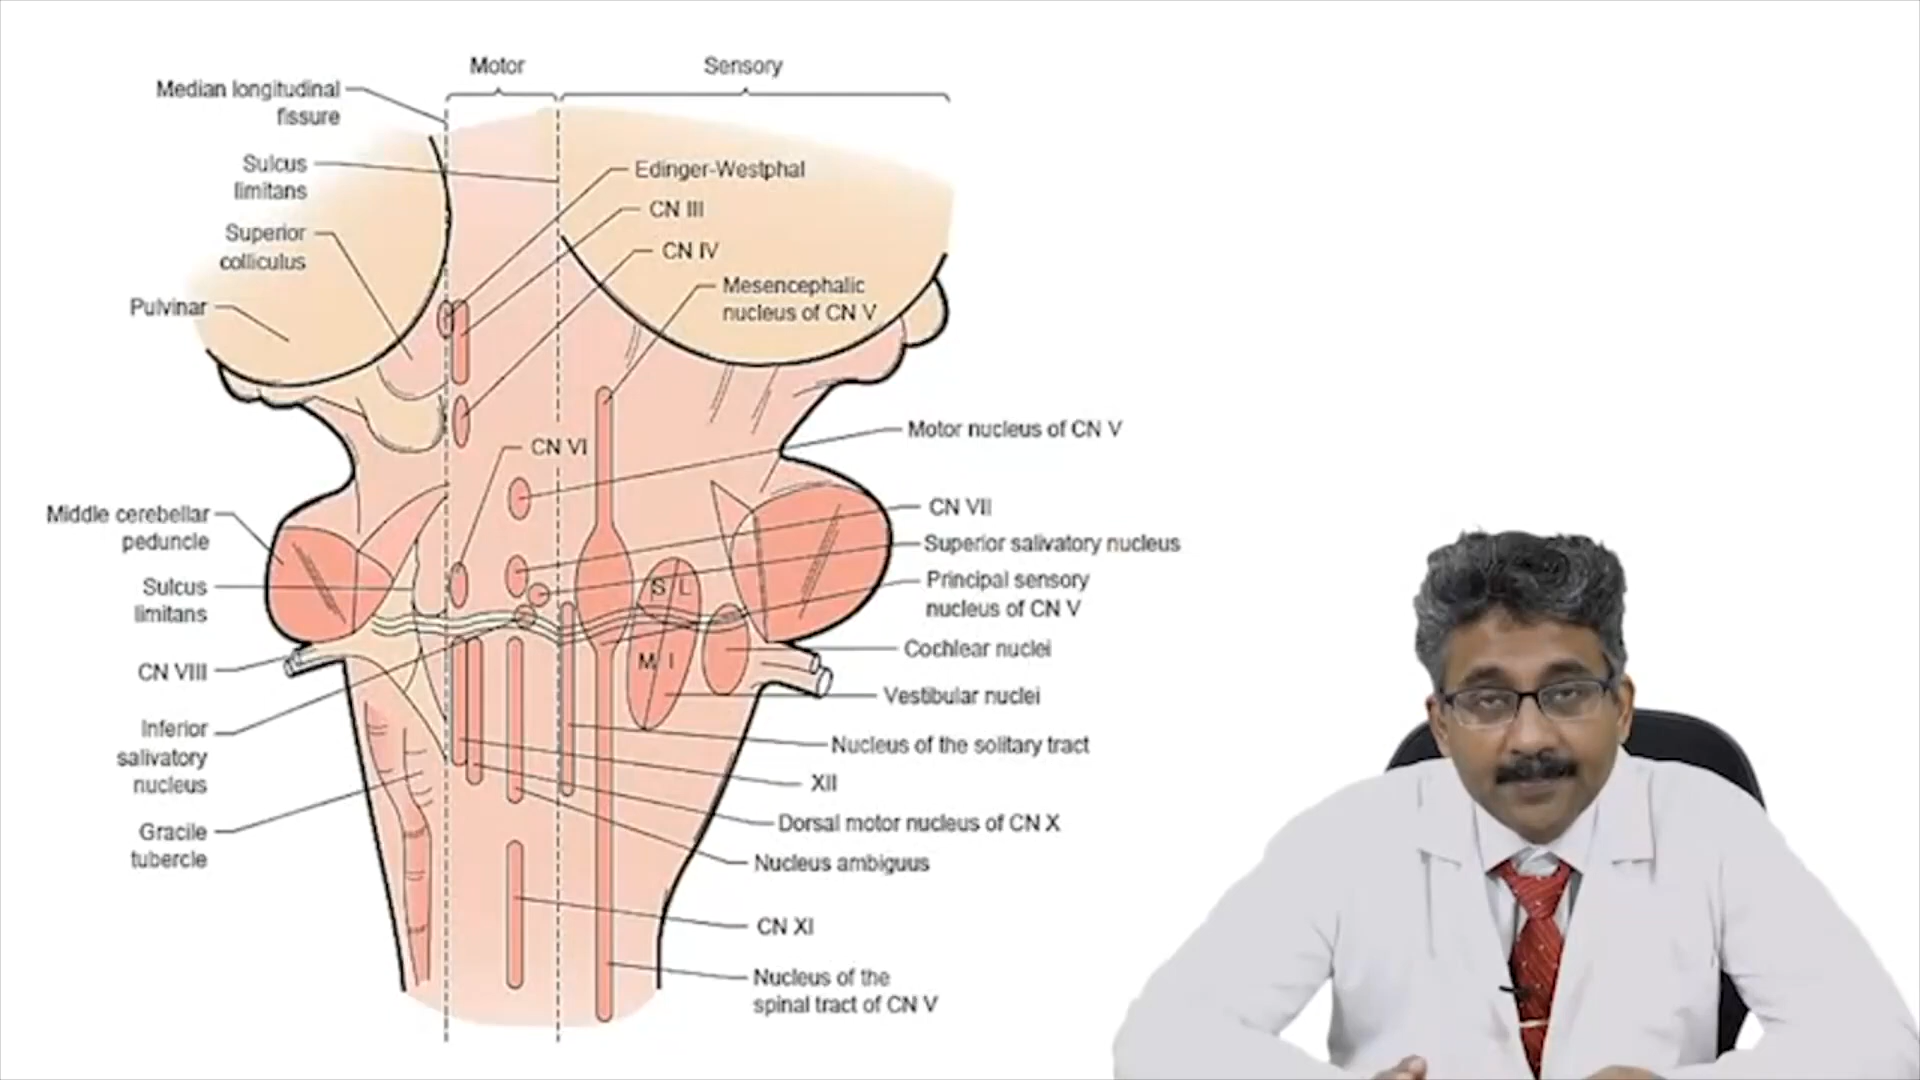 Motor
Sensory
Median longitudinal
fissure
Sulcus
limitans
Superior
colliculus
Pulvinar
Middle cerebellar
peduncle
Sulcus
limitans
CN VIII
Inferior
salivatory
nucleus
Gracile
tubercle
Edinger-Westphal
CN III
CN IV
Mesencephalic
nucleus of CN V
CN VI
Motor nucleus of CN V
CN VII
Superior salivatory nucleus
Principal sensory
nucleus of CN V
S L
M I
Cochlear nuclei
Vestibular nuclei
Nucleus of the solitary tract
XII
Dorsal motor nucleus of CN X
Nucleus ambiguus
CN XI
Nucleus of the
spinal tract of CN V